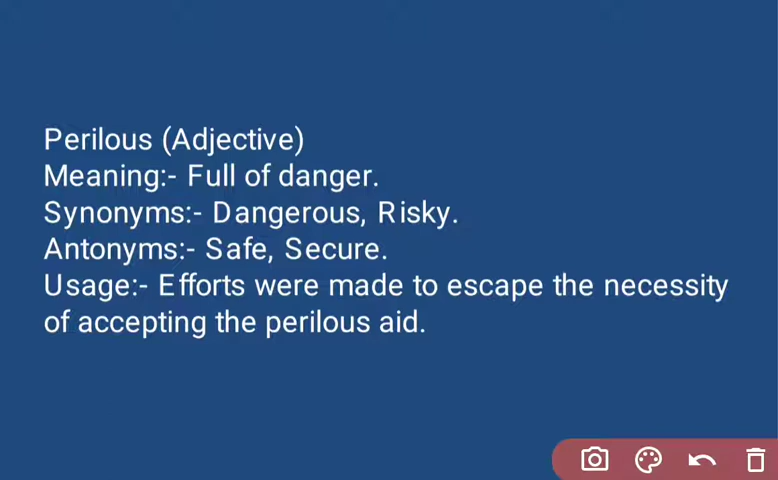 Perilous (Adjective)
Meaning:- Full of danger.
Synonyms:- Dangerous, Risky.
Antonyms:- Safe, Secure.
Usage:- Efforts were made to escape the necessity
of accepting the perilous aid.